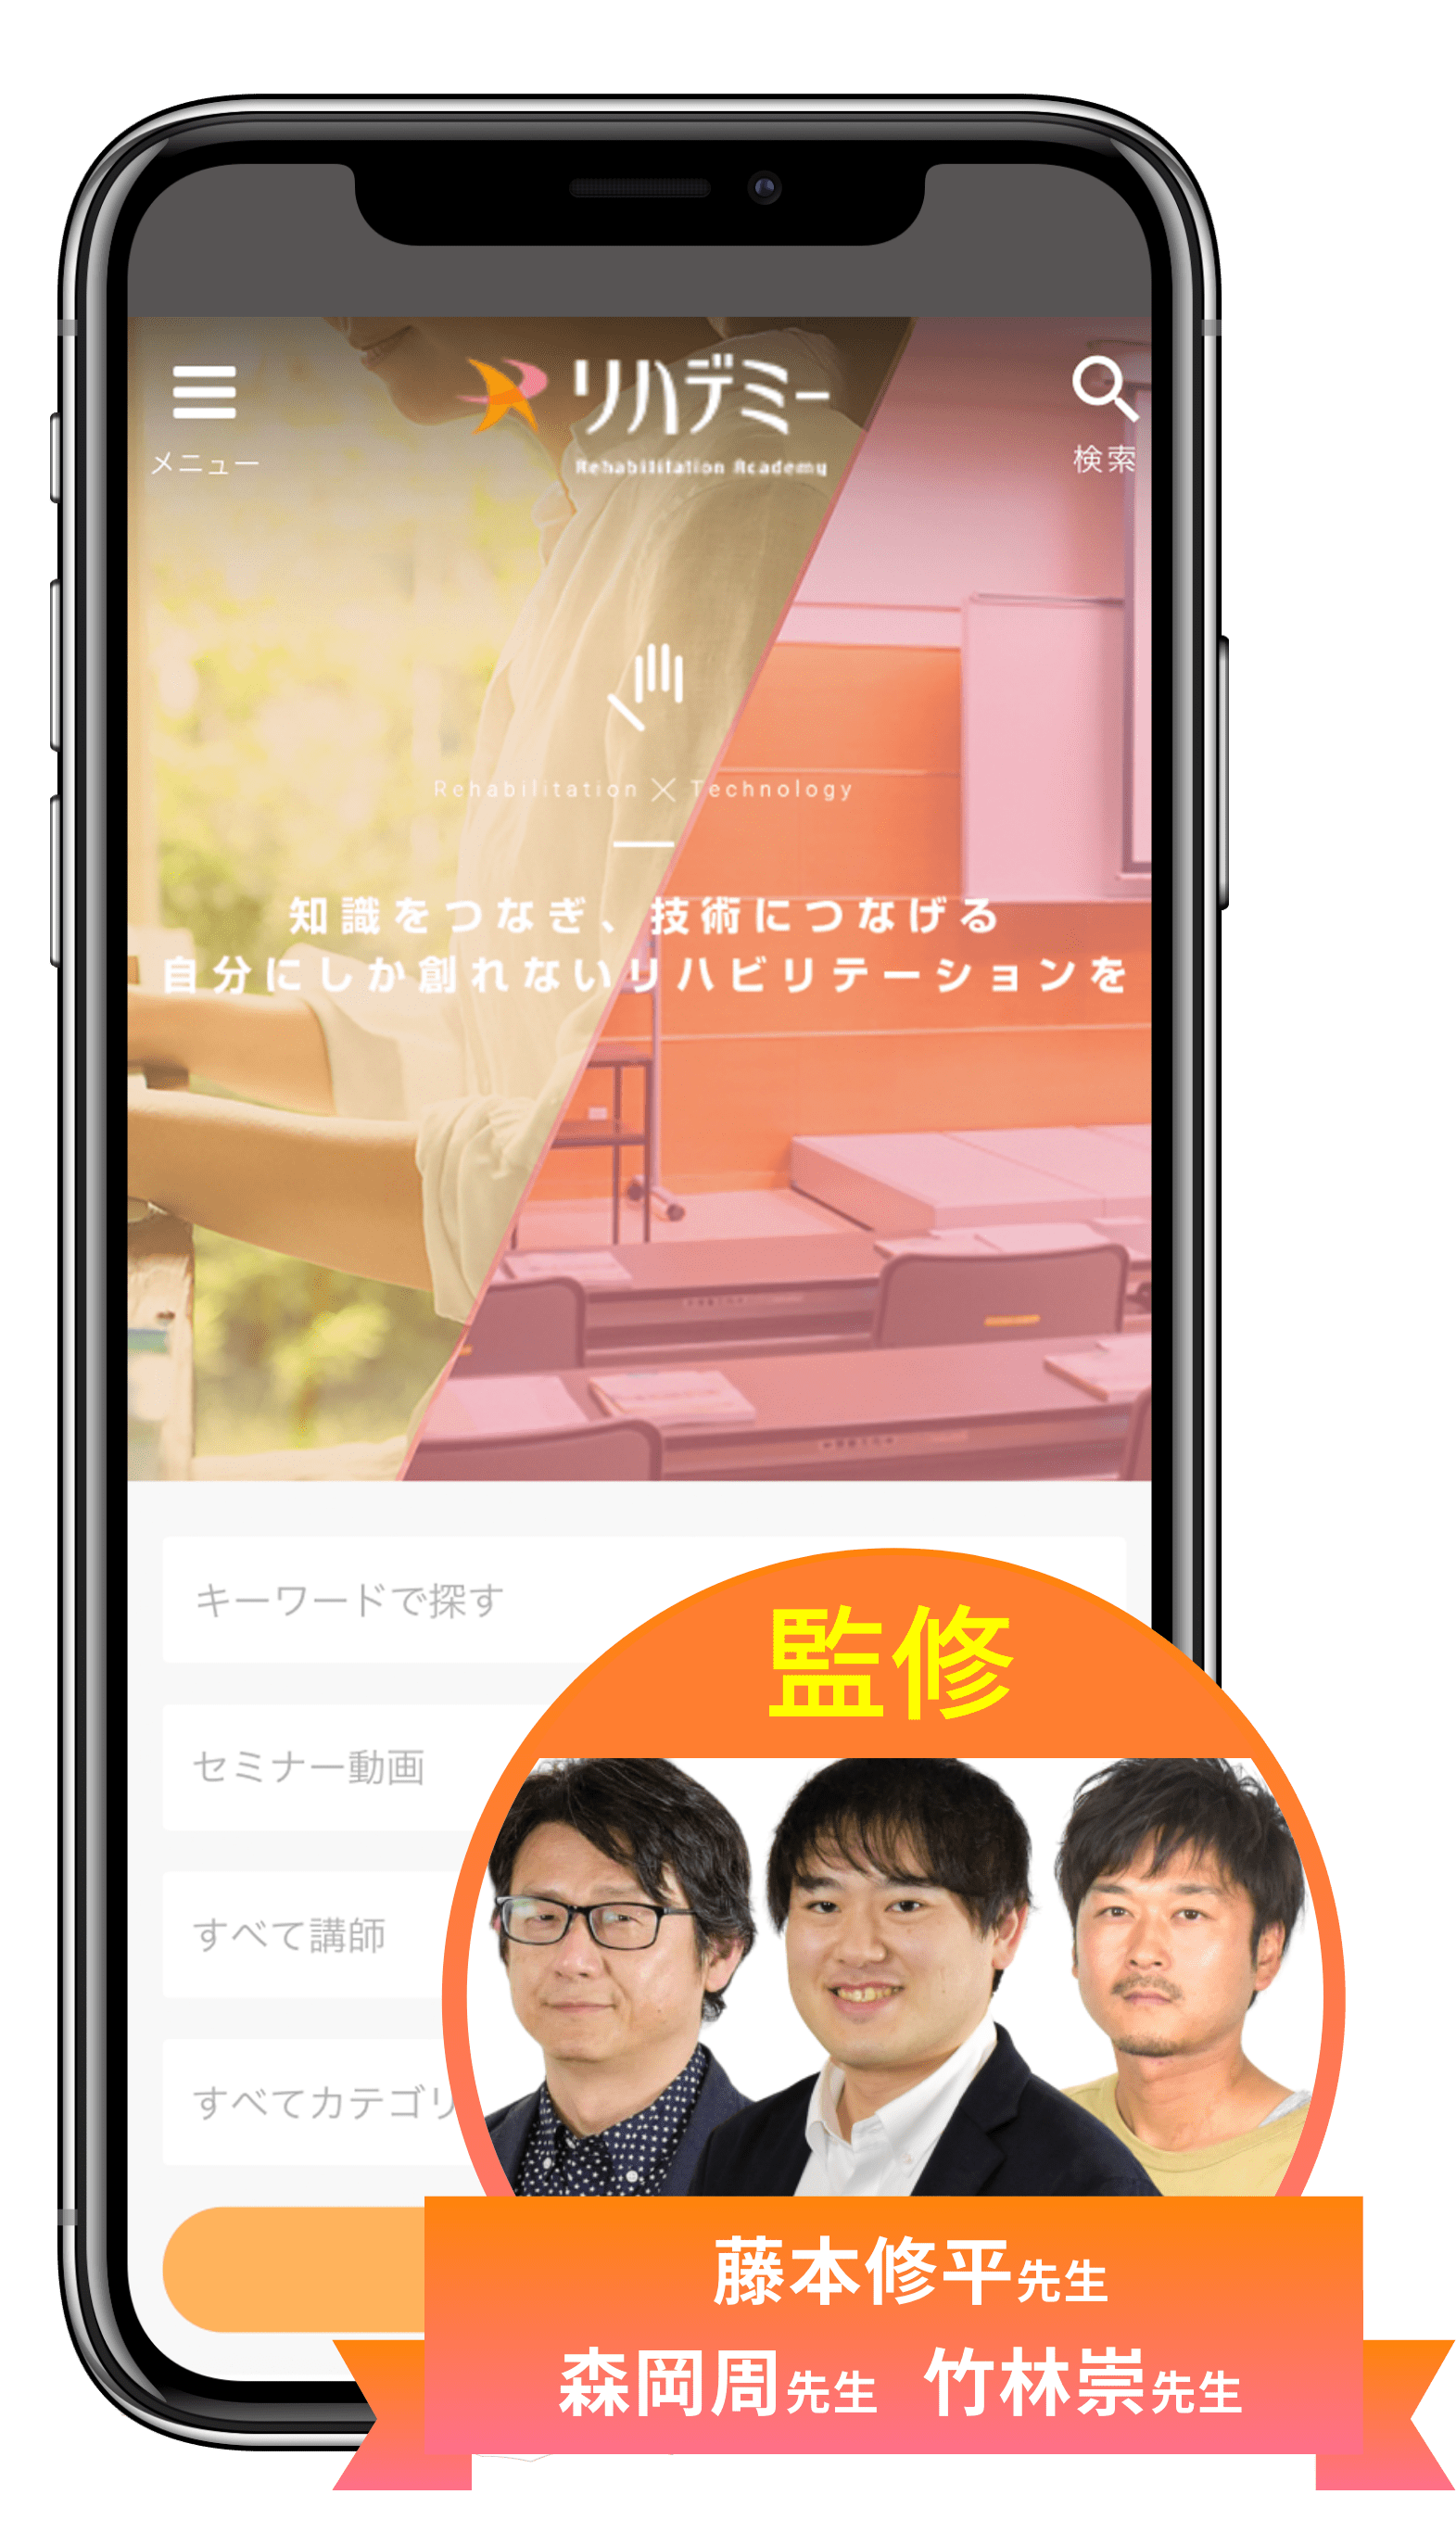 リハデミー
Rehabilitation Academy
メニュー
検索
Rehabilitation × Technology
知識をつなぎ、技術につなげる
自分にしか創れないリハビリテーションを
キーワードで探す
セミナー動画
すべて講師
すべてカテゴリ
監修
藤本修平先生
森岡周先生 竹林崇先生